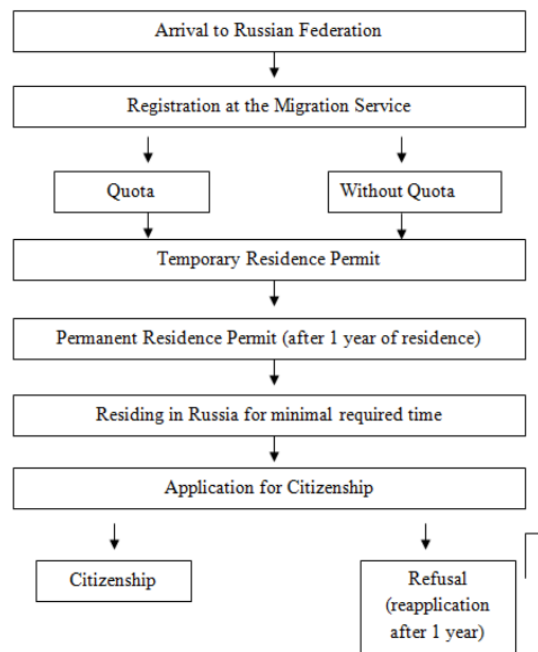 Arrival to Russian Federation
Registration at the Migration Service
Quota
Without Quota
Temporary Residence Permit
Permanent Residence Permit (after 1 year of residence)
Residing in Russia for minimal required time
Application for Citizenship
Citizenship
Refusal
(reapplication
after 1 year)